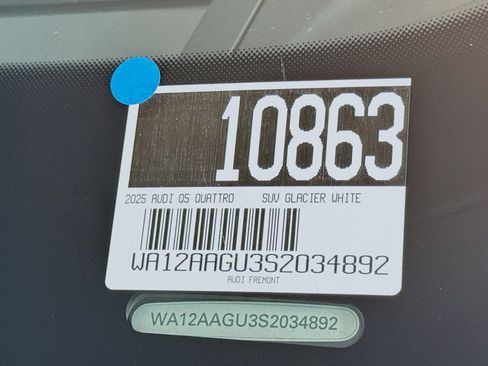 10863
2025 AUDI Q5 QUATTRO SUV GLACIER WHITE
WA12AAGU3S2034892
AUDI FREMONT
WA12AAGU3S2034892